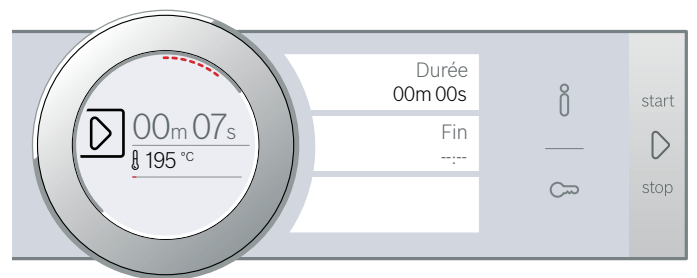 00m 07s
195 °C
Durée
00m 00s
Fin
--:--
start
stop